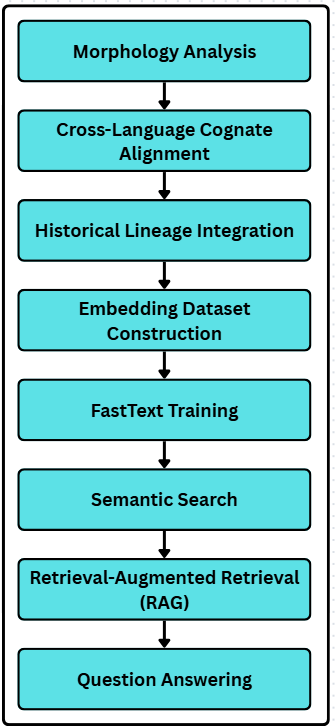 Morphology Analysis
Cross-Language Cognate
Alignment
Historical Lineage Integration
Embedding Dataset
Construction
FastText Training
Semantic Search
Retrieval-Augmented Retrieval
(RAG)
Question Answering